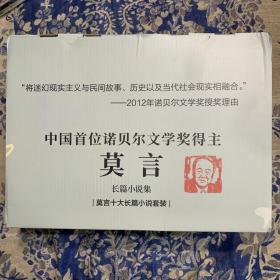 “将迷幻现实主义与民间故事、历史以及当代社会现实相融合。”
——2012年诺贝尔文学奖授奖理由
中国首位诺贝尔文学奖得主
莫言
长篇小说集
|莫言十大长篇小说套装|